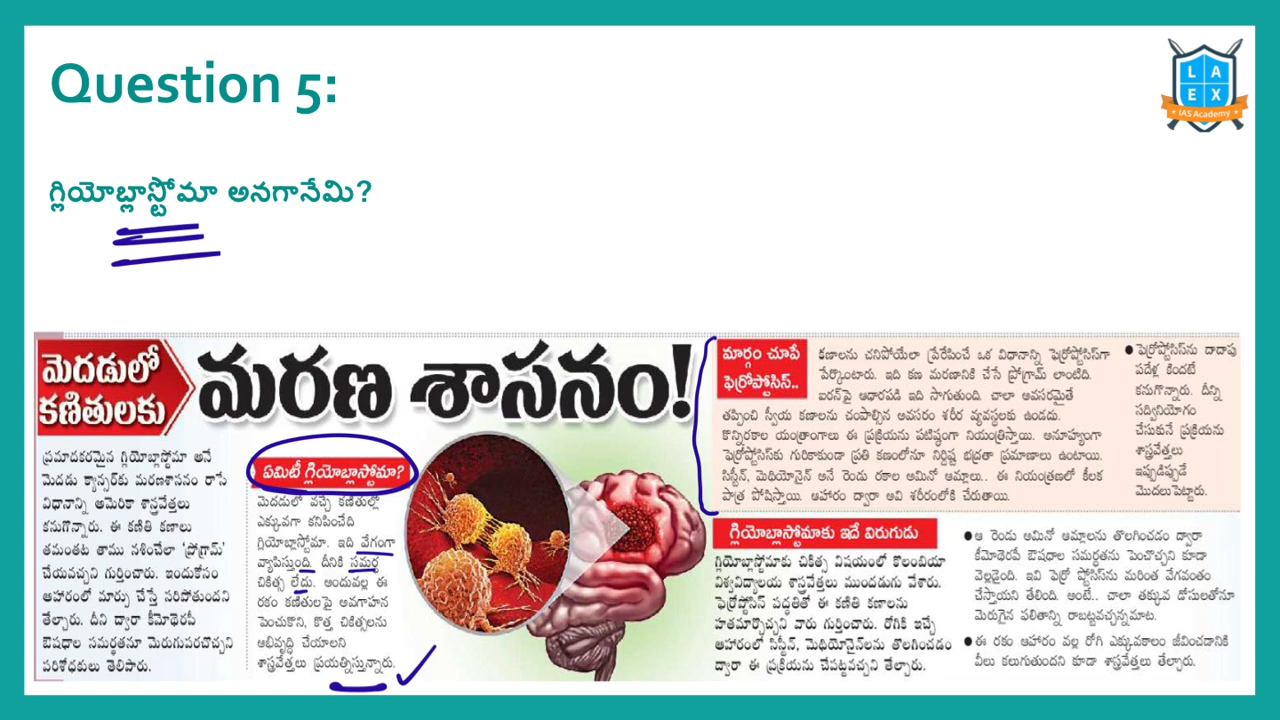 Question 5:
L A
E X
IAS Academy
గ్లియోబ్లాస్టోమా అనగానేమి?
మెదడులో
కణితులకు
మరణ శాసనం!
ప్రమాదకరమైన గ్లియోబ్లాస్టోమా అనే
మెదడు క్యాన్సర్‌కు మరణశాసనం రాసే
విధానాన్ని అమెరికా శాస్త్రవేత్తలు
కనుగొన్నారు. ఈ కణితి కణాలు
తమంతట తాము నశించేలా 'ప్రోగ్రామ్'
చేయవచ్చని గుర్తించారు. ఇందుకోసం
ఆహారంలో మార్పు చేస్తే సరిపోతుందని
తేల్చారు. దీని ద్వారా కీమోథెరపీ
ఔషధాల సమర్థతనూ మెరుగుపరచొచ్చని
పరిశోధకులు తెలిపారు.
ఏమిటీ గ్లియోబ్లాస్టోమా?
మెదడులో వచ్చే కణితుల్లో
ఎక్కువగా కనిపించేది
గ్లియోబ్లాస్టోమా. ఇది వేగంగా
వ్యాపిస్తుంది. దీనికి సమర్థ
చికిత్స లేదు. అందువల్ల ఈ
రకం కణితులపై అవగాహన
పెంచుకొని, కొత్త చికిత్సలను
అభివృద్ధి చేయాలని
శాస్త్రవేత్తలు ప్రయత్నిస్తున్నారు.
మార్గం చూపే
ఫెర్రోప్టోసిస్..
కణాలను చనిపోయేలా ప్రేరేపించే ఒక విధానాన్ని ఫెర్రోప్టోసిస్‌గా
పేర్కొంటారు. ఇది కణ మరణానికి చేసే ప్రోగ్రామ్ లాంటిది.
ఐరన్‌పై ఆధారపడి ఇది సాగుతుంది. చాలా అవసరమైతే
తప్పించి స్వీయ కణాలను చంపాల్సిన అవసరం శరీర వ్యవస్థలకు ఉండదు.
కొన్నిరకాల యంత్రాంగాలు ఈ ప్రక్రియను పటిష్ఠంగా నియంత్రిస్తాయి. అనూహ్యంగా
ఫెర్రోప్టోసిస్‌కు గురికాకుండా ప్రతి కణంలోనూ నిర్దిష్ట భద్రతా ప్రమాణాలు ఉంటాయి.
సిస్టీన్, మెథియోనైన్ అనే రెండు రకాల అమినో ఆమ్లాలు.. ఈ నియంత్రణలో కీలక
పాత్ర పోషిస్తాయి. ఆహారం ద్వారా అవి శరీరంలోకి చేరుతాయి.
● ఫెర్రోప్టోసిస్‌ను దాదాపు
పదేళ్ల కిందటే
కనుగొన్నారు. దీన్ని
సద్వినియోగం
చేసుకునే ప్రక్రియను
శాస్త్రవేత్తలు
ఇప్పుడిప్పుడే
మొదలుపెట్టారు.
గ్లియోబ్లాస్టోమాకు ఇదే విరుగుడు
గ్లియోబ్లాస్టోమాకు చికిత్స విషయంలో కొలంబియా
విశ్వవిద్యాలయ శాస్త్రవేత్తలు ముందడుగు వేశారు.
ఫెర్రోప్టోసిస్ పద్ధతితో ఈ కణితి కణాలను
హతమార్చొచ్చని వారు గుర్తించారు. రోగికి ఇచ్చే
ఆహారంలో సిస్టీన్, మెథియోనైన్‌లను తొలగించడం
ద్వారా ఈ ప్రక్రియను చేపట్టవచ్చని తేల్చారు.
● ఆ రెండు అమినో ఆమ్లాలను తొలగించడం ద్వారా
కీమోథెరపీ ఔషధాల సమర్థతను పెంచొచ్చని కూడా
వెల్లడైంది. ఇవి ఫెర్రో ప్టోసిస్‌ను మరింత వేగవంతం
చేస్తాయని తేలింది. అంటే.. చాలా తక్కువ డోసులతోనూ
మెరుగైన ఫలితాన్ని రాబట్టవచ్చన్నమాట.
● ఈ రకం ఆహారం వల్ల రోగి ఎక్కువకాలం జీవించడానికి
వీలు కలుగుతుందని కూడా శాస్త్రవేత్తలు తేల్చారు.